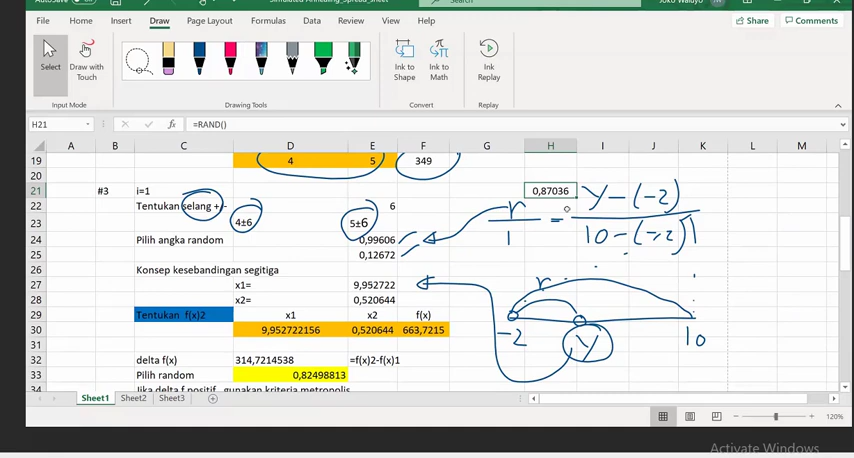 File Home Insert Draw Page Layout Formulas Data Review View Help Share Comments
Select Draw with Touch Ink to Shape Ink to Math Ink Replay
Input Mode Drawing Tools Convert Replay
H21 fx =RAND()
A B C D E F G H I J K L M
19 4 5 349
20
21 #3 i=1 0,87036
22 Tentukan selang +/- 6
23 4±6 5±6
24 Pilih angka random 0,99606
25 0,12672
26 Konsep kesebandingan segitiga
27 x1= 9,952722
28 x2= 0,520644
29 Tentukan f(x)2 x1 x2 f(x)
30 9,952722156 0,520644 663,7215
31
32 delta f(x) 314,7214538 =f(x)2-f(x)1
33 Pilih random 0,82498813
34 Jika delta f positif, gunakan kriteria metropolis
r y-(-2)
1 = 10-(-2)
r
-2 y 10
Sheet1 Sheet2 Sheet3
120%
Activate Windows